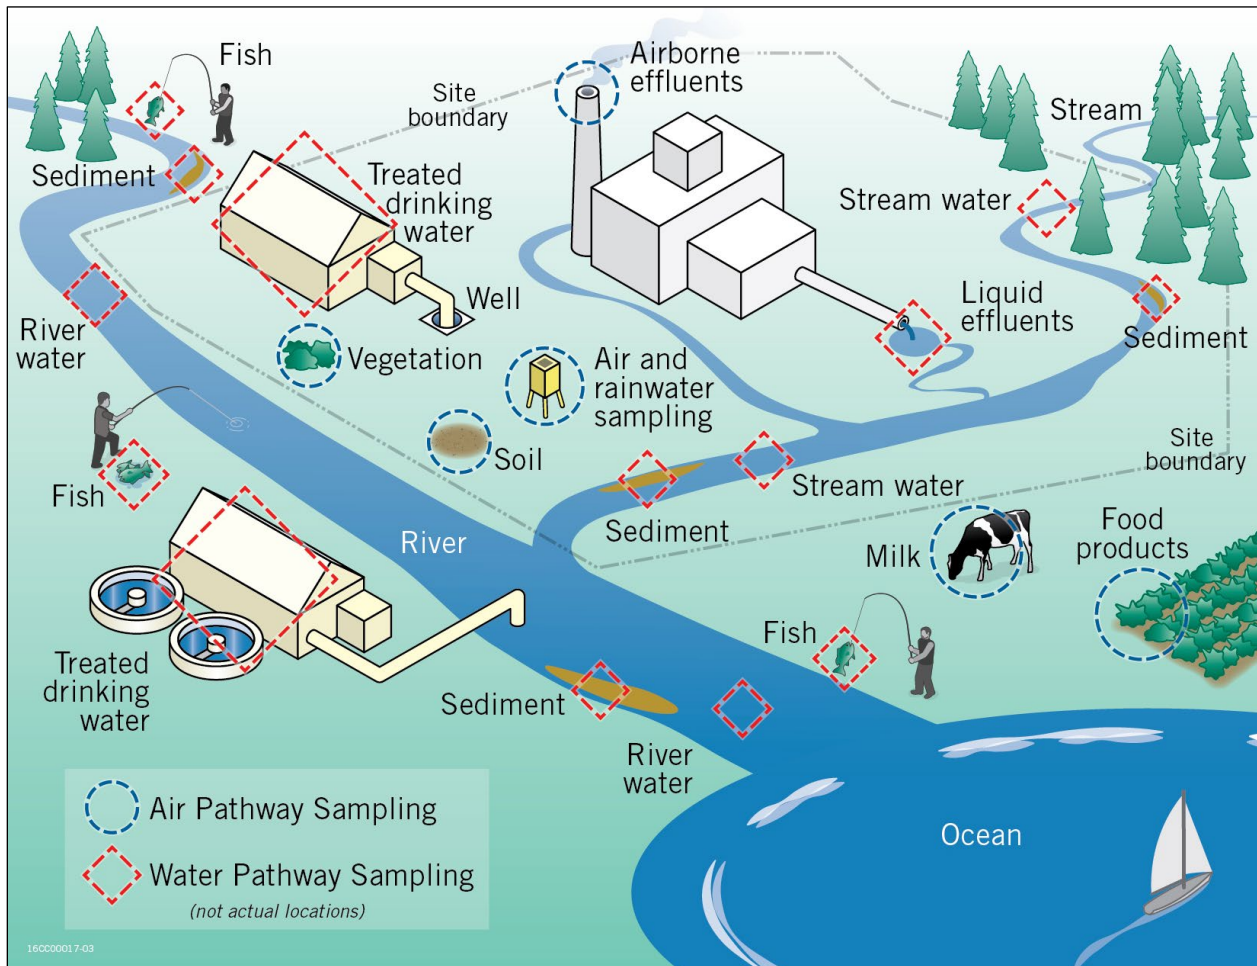 Fish
Airborne
effluents
Site
boundary
Stream
Sediment
Treated
drinking
water
Stream water
River
water
Well
Liquid
effluents
Sediment
Vegetation
Air and
rainwater
sampling
Soil
Fish
Stream water
Site
boundary
Sediment
River
Milk
Food
products
Fish
Treated
drinking
water
Sediment
River
water
Air Pathway Sampling
Water Pathway Sampling
(not actual locations)
Ocean
16CC00017-03